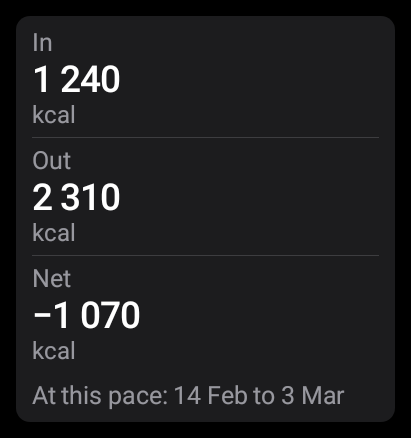 In
1 240
kcal
Out
2 310
kcal
Net
−1 070
kcal
At this pace: 14 Feb to 3 Mar